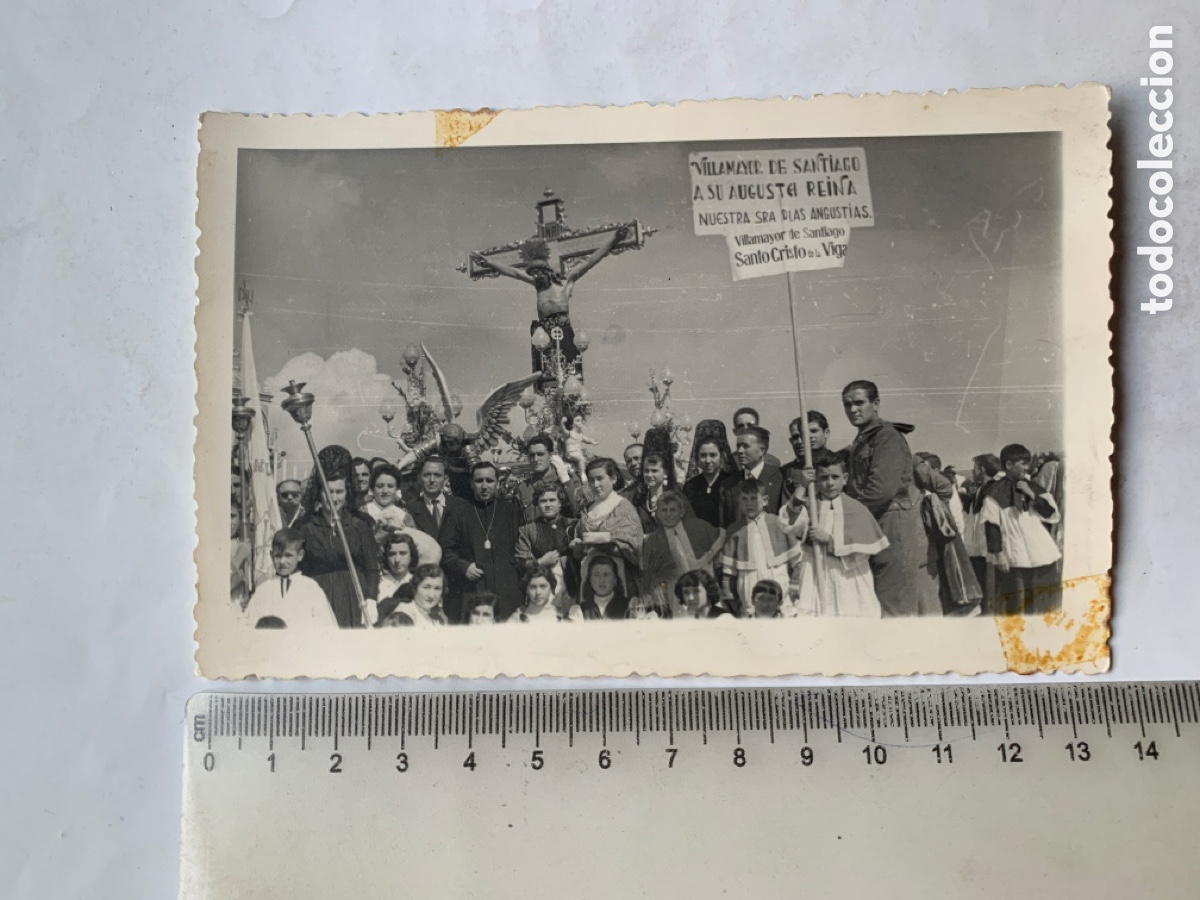 VILLAMAYOR DE SANTIAGO
A SU AUGUSTA REINA
NUESTRA SRA D LAS ANGUSTIAS.
Villamayor de Santiago
Santo Cristo de la Viga
todocoleccion
cm
0 1 2 3 4 5 6 7 8 9 10 11 12 13 14